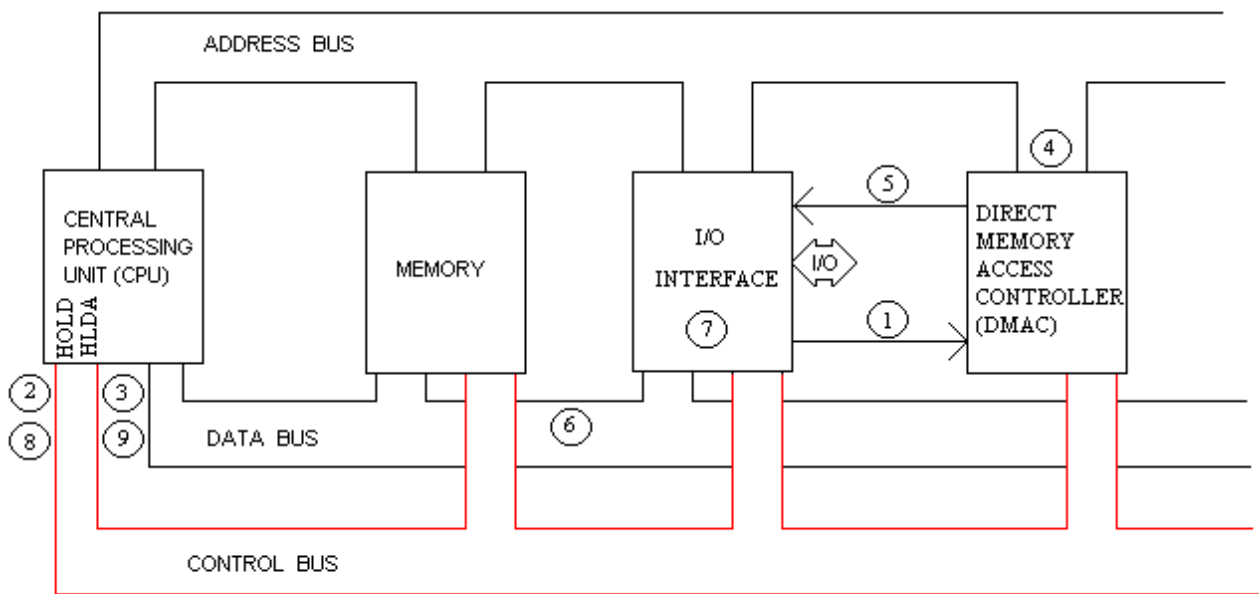 ADDRESS BUS
CENTRAL
PROCESSING
UNIT (CPU)
HOLD
HLDA
MEMORY
I/O
INTERFACE
7
5
I/O
1
4
DIRECT
MEMORY
ACCESS
CONTROLLER
(DMAC)
2
3
8
9
6
DATA BUS
CONTROL BUS